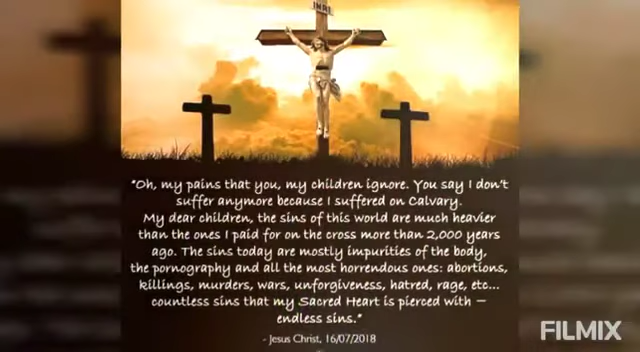 INRI
"Oh, my pains that you, my children ignore. You say I don't
suffer anymore because I suffered on Calvary.
My dear children, the sins of this world are much heavier
than the ones I paid for on the cross more than 2,000 years
ago. The sins today are mostly impurities of the body,
the pornography and all the most horrendous ones: abortions,
killings, murders, wars, unforgiveness, hatred, rage, etc...
countless sins that my Sacred Heart is pierced with –
endless sins."
- Jesus Christ, 16/07/2018
FILMIX